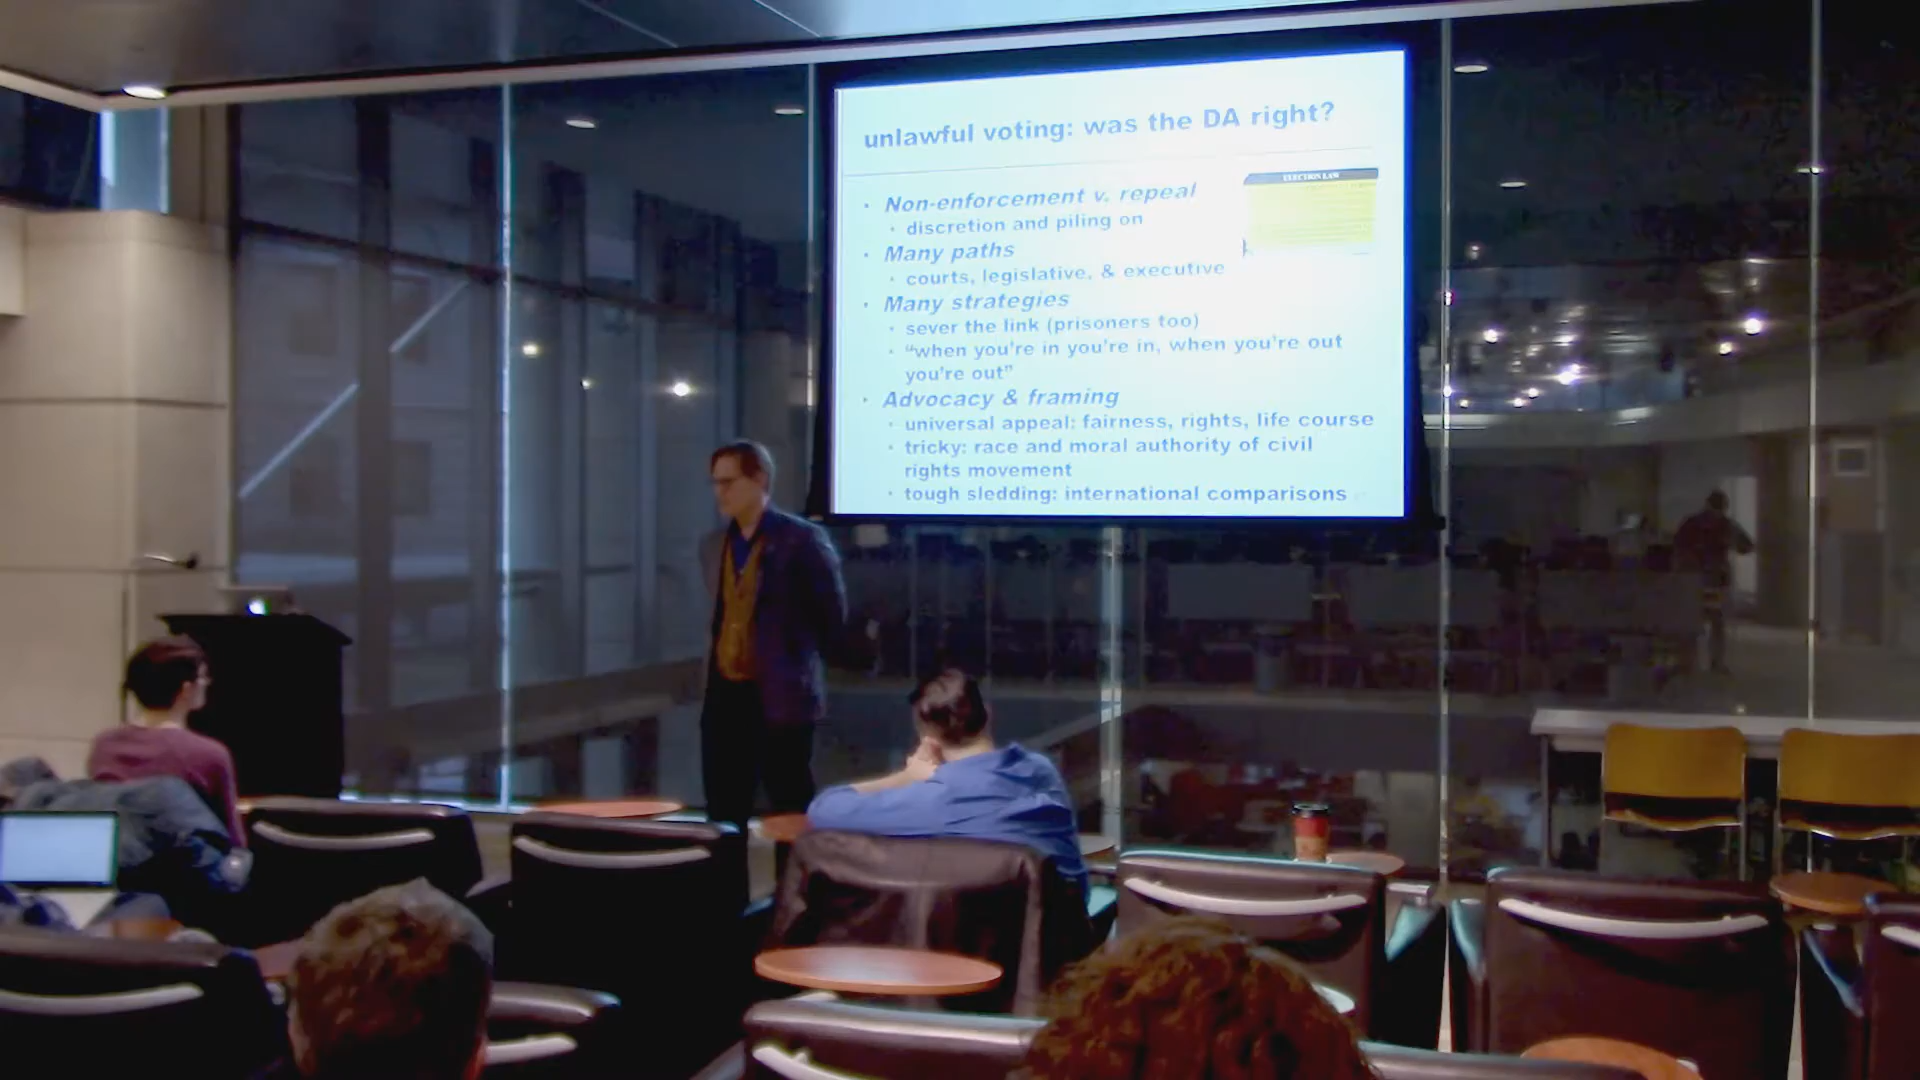 unlawful voting: was the DA right?
ELECTION LAW
• Non-enforcement v. repeal
• discretion and piling on
• Many paths
• courts, legislative, & executive
• Many strategies
• sever the link (prisoners too)
• “when you're in you're in, when you're out
you're out”
• Advocacy & framing
• universal appeal: fairness, rights, life course
• tricky: race and moral authority of civil
rights movement
• tough sledding: international comparisons